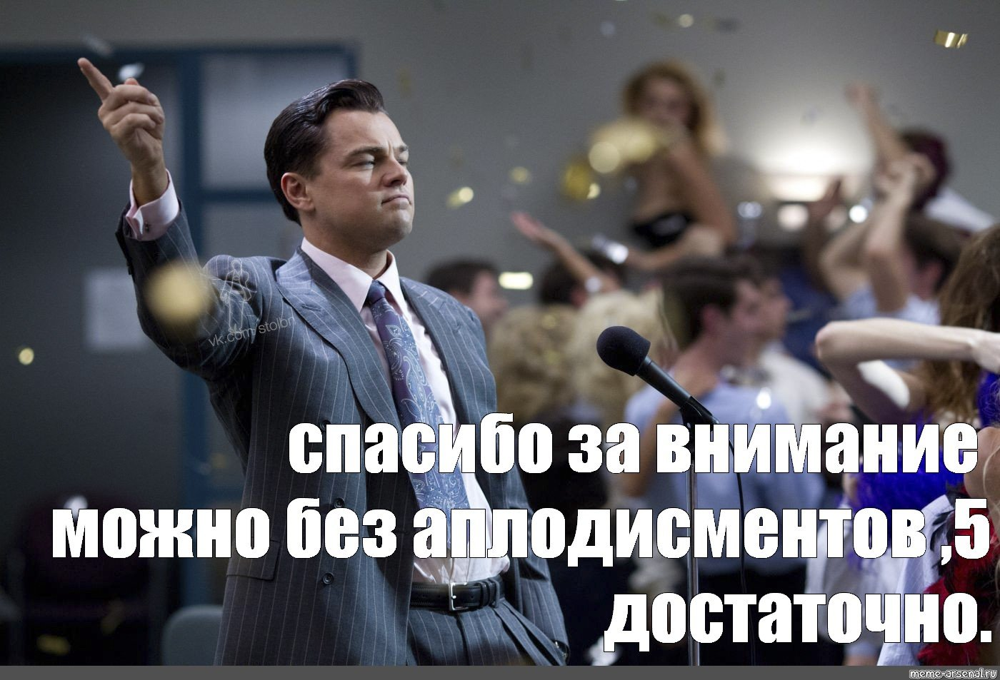 vk.com/stolbn
спасибо за внимание
можно без аплодисментов ,5
достаточно.
meme-arsenal.ru